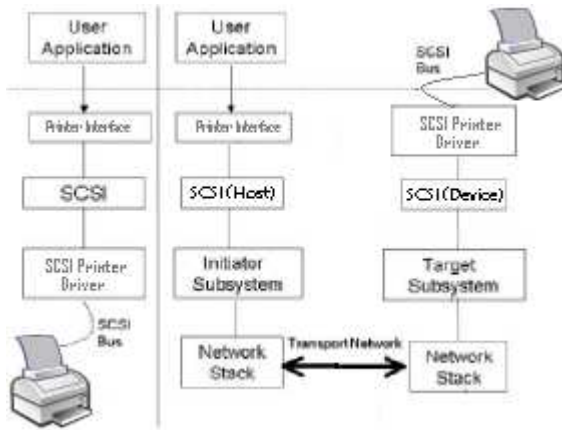 User
Application
Printer Interface
SCSI
SCSI Printer
Driver
SCSI
Bus
User
Application
Printer Interface
SCSI(Host)
Initiator
Subsystem
Network
Stack
Transport Network
SCSI
Bus
SCSI Printer
Driver
SCSI(Device)
Target
Subsystem
Network
Stack